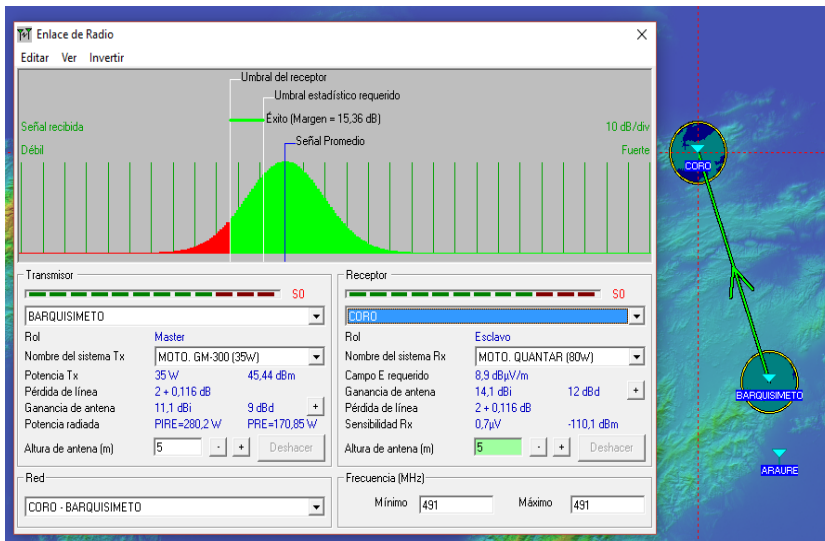 Enlace de Radio
Editar Ver Invertir
Umbral del receptor
Umbral estadístico requerido
Éxito (Margen = 15,36 dB)
Señal recibida
10 dB/div
Señal Promedio
Débil
Fuerte
CORO
Transmisor
S0
BARQUISIMETO
Rol Master
Nombre del sistema Tx MOTO. GM-300 (35W)
Potencia Tx 35 W 45,44 dBm
Pérdida de línea 2 + 0,116 dB
Ganancia de antena 11,1 dBi 9 dBd +
Potencia radiada PIRE=280,2 W PRE=170,85 W
Altura de antena (m) 5 - + Deshacer
Receptor
S0
CORO
Rol Esclavo
Nombre del sistema Rx MOTO. QUANTAR (80W)
Campo E requerido 8,9 dBµV/m
Ganancia de antena 14,1 dBi 12 dBd +
Pérdida de línea 2 + 0,116 dB
Sensibilidad Rx 0,7µV -110,1 dBm
Altura de antena (m) 5 - + Deshacer
Red
CORO - BARQUISIMETO
Frecuencia (MHz)
Mínimo 491 Máximo 491
BARQUISIMETO
ARAURE